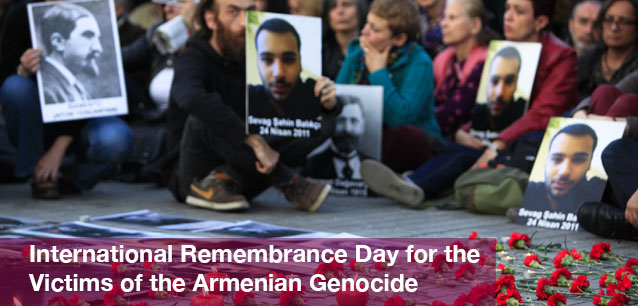 Sevag Şahin Balıkçı
24 Nisan 2011
International Remembrance Day for the
Victims of the Armenian Genocide